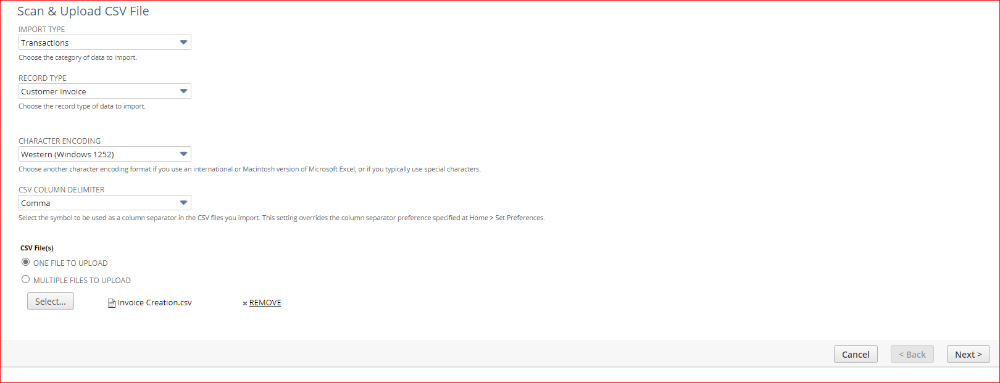 Scan & Upload CSV File
IMPORT TYPE
Transactions
Choose the category of data to import.
RECORD TYPE
Customer Invoice
Choose the record type of data to import.
CHARACTER ENCODING
Western (Windows 1252)
Choose another character encoding format if you use an international or Macintosh version of Microsoft Excel, or if you typically use special characters.
CSV COLUMN DELIMITER
Comma
Select the symbol to be used as a column separator in the CSV files you import. This setting overrides the column separator preference specified at Home > Set Preferences.
CSV File(s)
ONE FILE TO UPLOAD
MULTIPLE FILES TO UPLOAD
Select... Invoice Creation.csv × REMOVE
Cancel < Back Next >